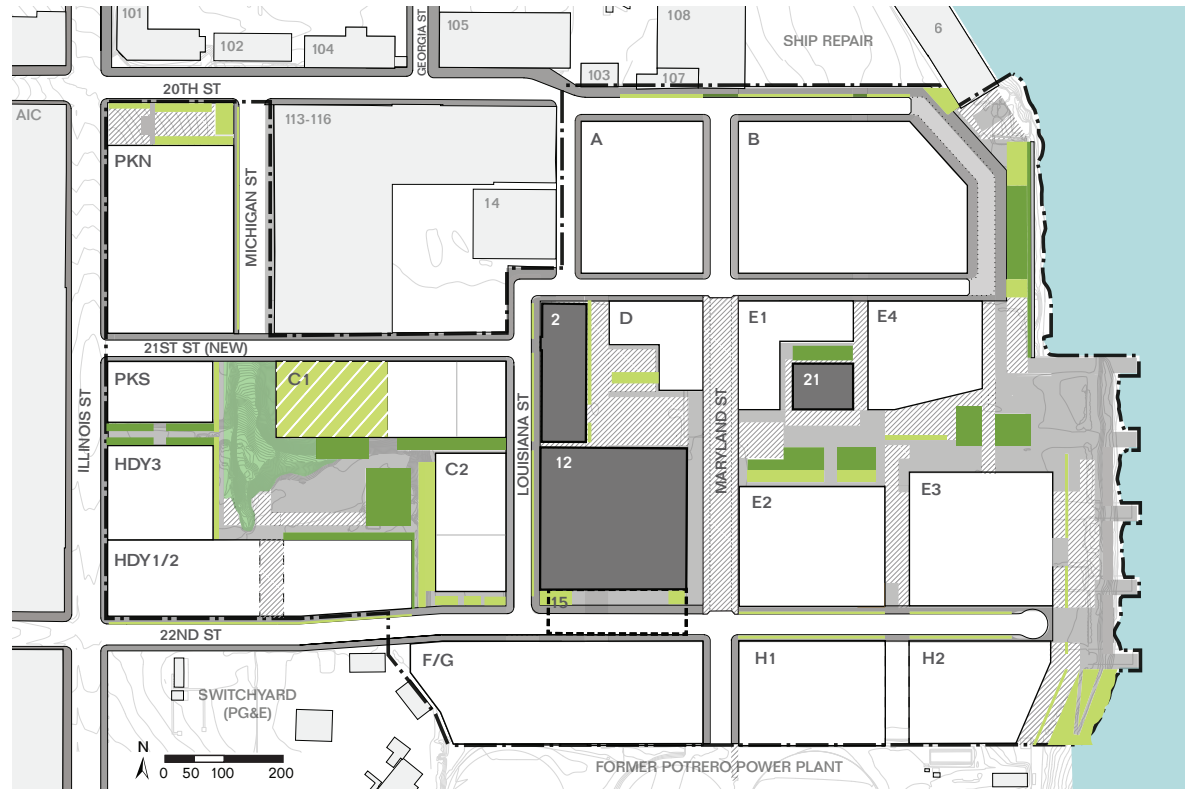 101
102
104
GEORGIA ST
105
108
103
107
SHIP REPAIR
6
20TH ST
AIC
PKN
MICHIGAN ST
113-116
14
A
B
21ST ST (NEW)
ILLINOIS ST
PKS
C1
LOUISIANA ST
2
D
MARYLAND ST
E1
E4
21
HDY3
C2
12
E2
E3
HDY1/2
15
22ND ST
F/G
H1
H2
SWITCHYARD
(PG&E)
N
0 50 100 200
FORMER POTRERO POWER PLANT